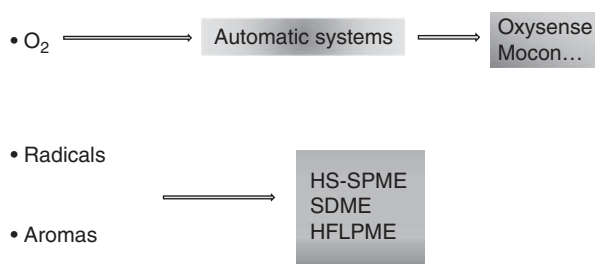 • O₂
Automatic systems
Oxysense
Mocon…
• Radicals
HS-SPME
SDME
HFLPME
• Aromas